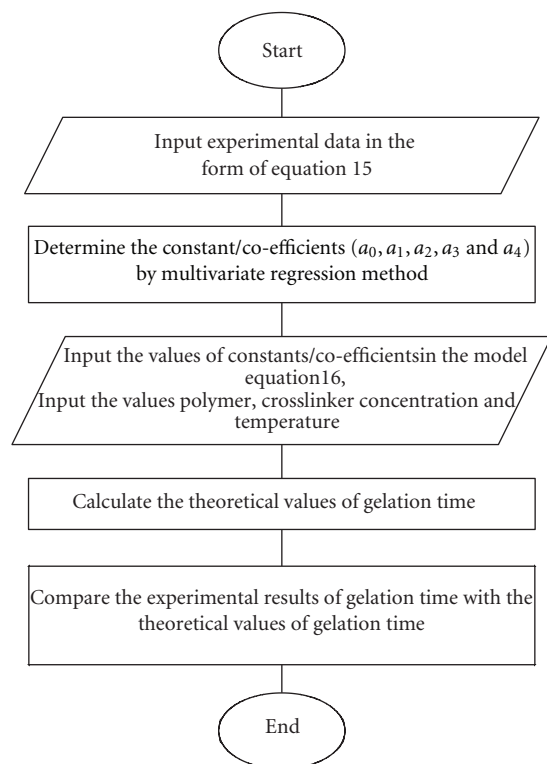 Start
Input experimental data in the
form of equation 15
Determine the constant/co-efficients (a₀, a₁, a₂, a₃ and a₄)
by multivariate regression method
Input the values of constants/co-efficientsin the model
equation16,
Input the values polymer, crosslinker concentration and
temperature
Calculate the theoretical values of gelation time
Compare the experimental results of gelation time with the
theoretical values of gelation time
End